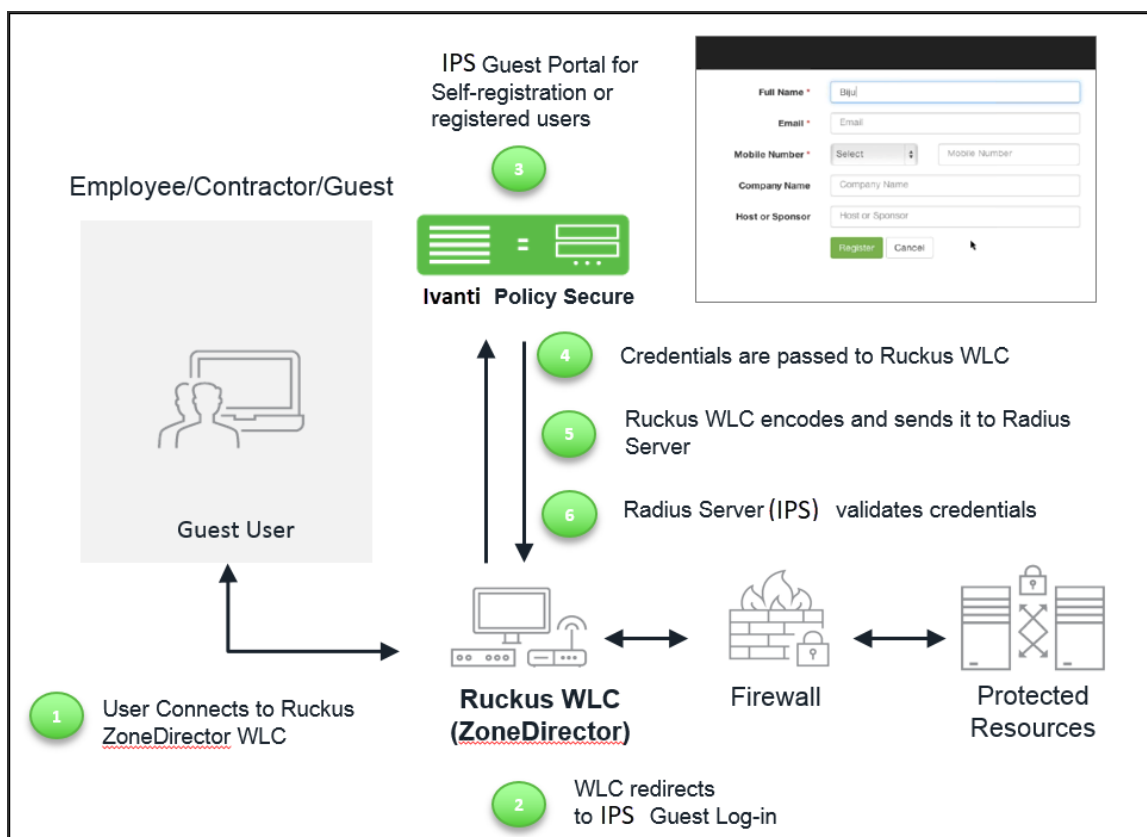 IPS Guest Portal for
Self-registration or
registered users
3
Full Name *
Biju
Email *
Email
Mobile Number *
Select
Mobile Number
Company Name
Company Name
Host or Sponsor
Host or Sponsor
Register
Cancel
Employee/Contractor/Guest
Guest User
Ivanti Policy Secure
4
Credentials are passed to Ruckus WLC
5
Ruckus WLC encodes and sends it to Radius
Server
6
Radius Server (IPS) validates credentials
Ruckus WLC
(ZoneDirector)
Firewall
Protected
Resources
1
User Connects to Ruckus
ZoneDirector WLC
2
WLC redirects
to IPS Guest Log-in